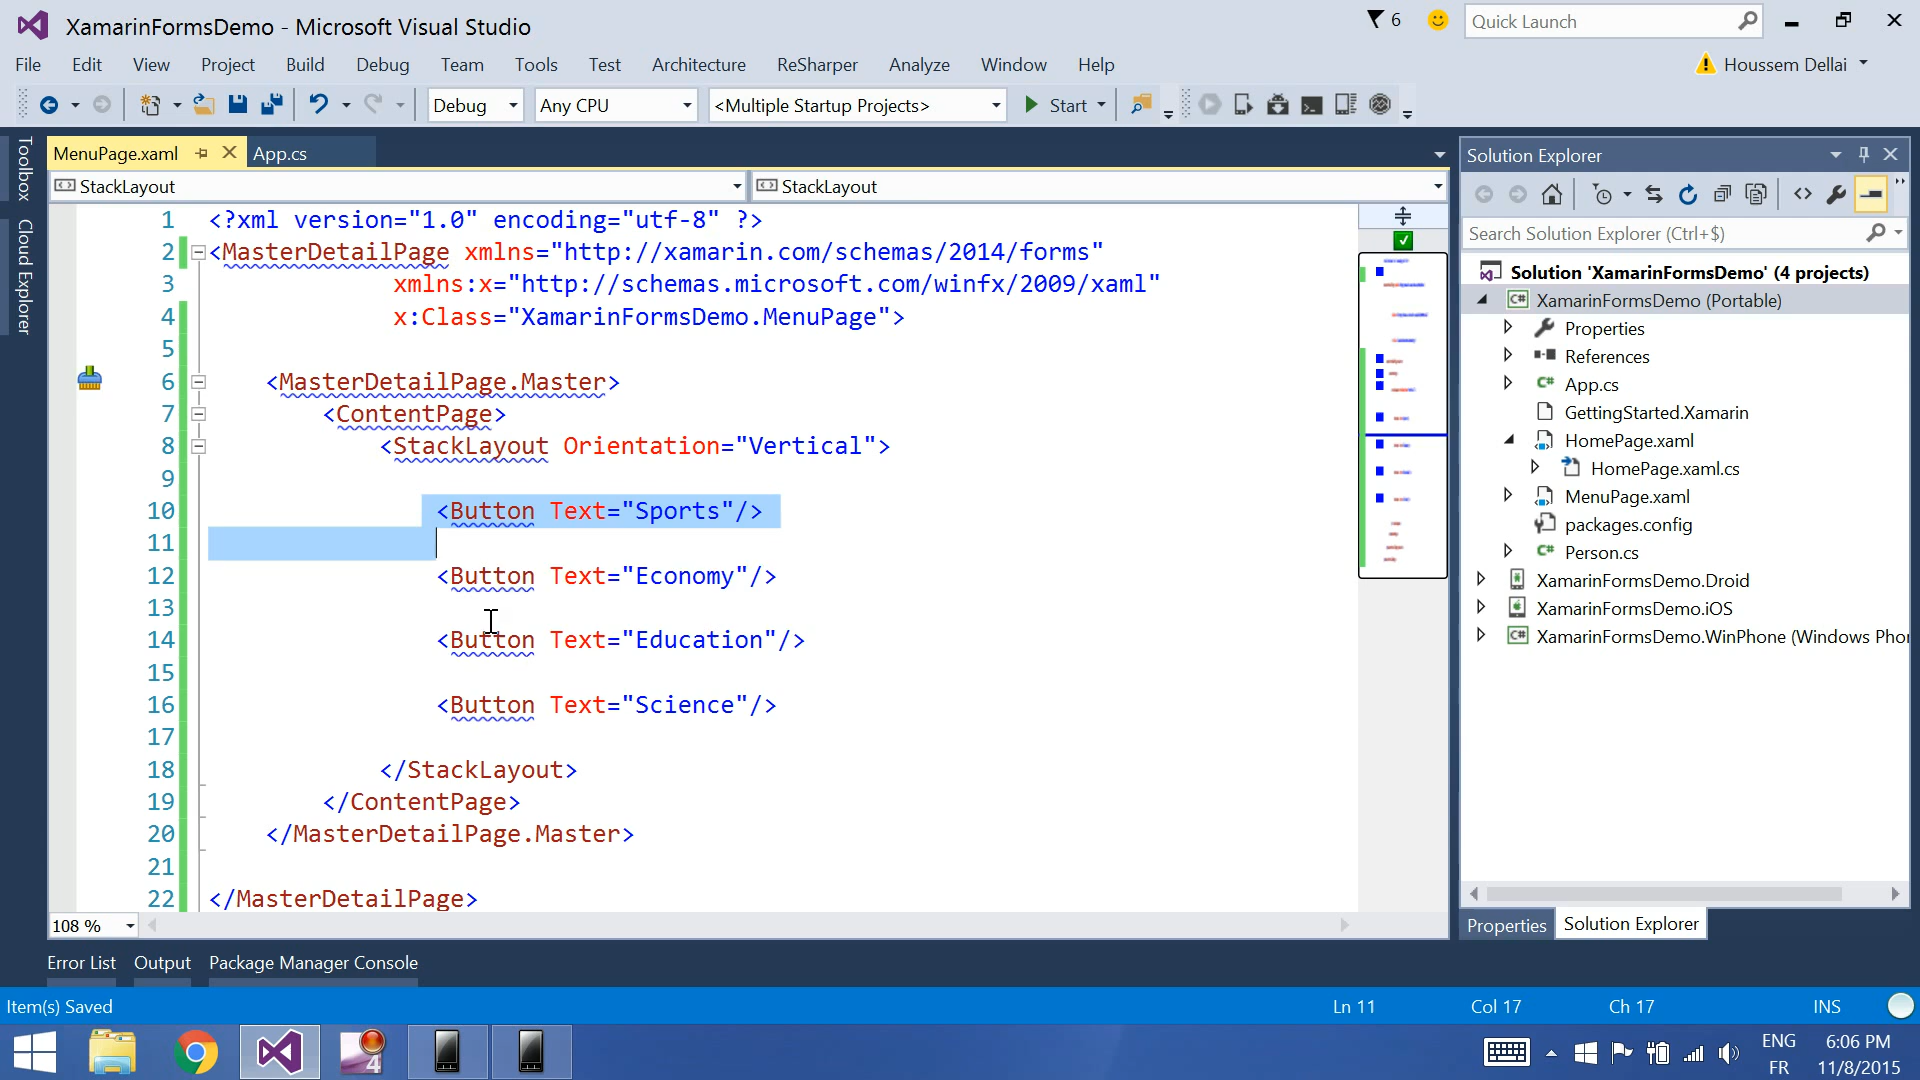 XamarinFormsDemo - Microsoft Visual Studio
6
Quick Launch
File Edit View Project Build Debug Team Tools Test Architecture ReSharper Analyze Window Help
Houssem Dellai
Debug
Any CPU
<Multiple Startup Projects>
Start
Toolbox
Cloud Explorer
MenuPage.xaml
App.cs
StackLayout
StackLayout
1 <?xml version="1.0" encoding="utf-8" ?>
2 <MasterDetailPage xmlns="http://xamarin.com/schemas/2014/forms"
3 xmlns:x="http://schemas.microsoft.com/winfx/2009/xaml"
4 x:Class="XamarinFormsDemo.MenuPage">
5
6 <MasterDetailPage.Master>
7 <ContentPage>
8 <StackLayout Orientation="Vertical">
9
10 <Button Text="Sports"/>
11
12 <Button Text="Economy"/>
13
14 <Button Text="Education"/>
15
16 <Button Text="Science"/>
17
18 </StackLayout>
19 </ContentPage>
20 </MasterDetailPage.Master>
21
22 </MasterDetailPage>
108 %
Solution Explorer
Search Solution Explorer (Ctrl+$)
Solution 'XamarinFormsDemo' (4 projects)
C# XamarinFormsDemo (Portable)
Properties
References
C# App.cs
GettingStarted.Xamarin
HomePage.xaml
HomePage.xaml.cs
MenuPage.xaml
packages.config
C# Person.cs
XamarinFormsDemo.Droid
XamarinFormsDemo.iOS
C# XamarinFormsDemo.WinPhone (Windows Pho
Properties
Solution Explorer
Error List Output Package Manager Console
Item(s) Saved
Ln 11
Col 17
Ch 17
INS
4
ENG
FR
6:06 PM
11/8/2015